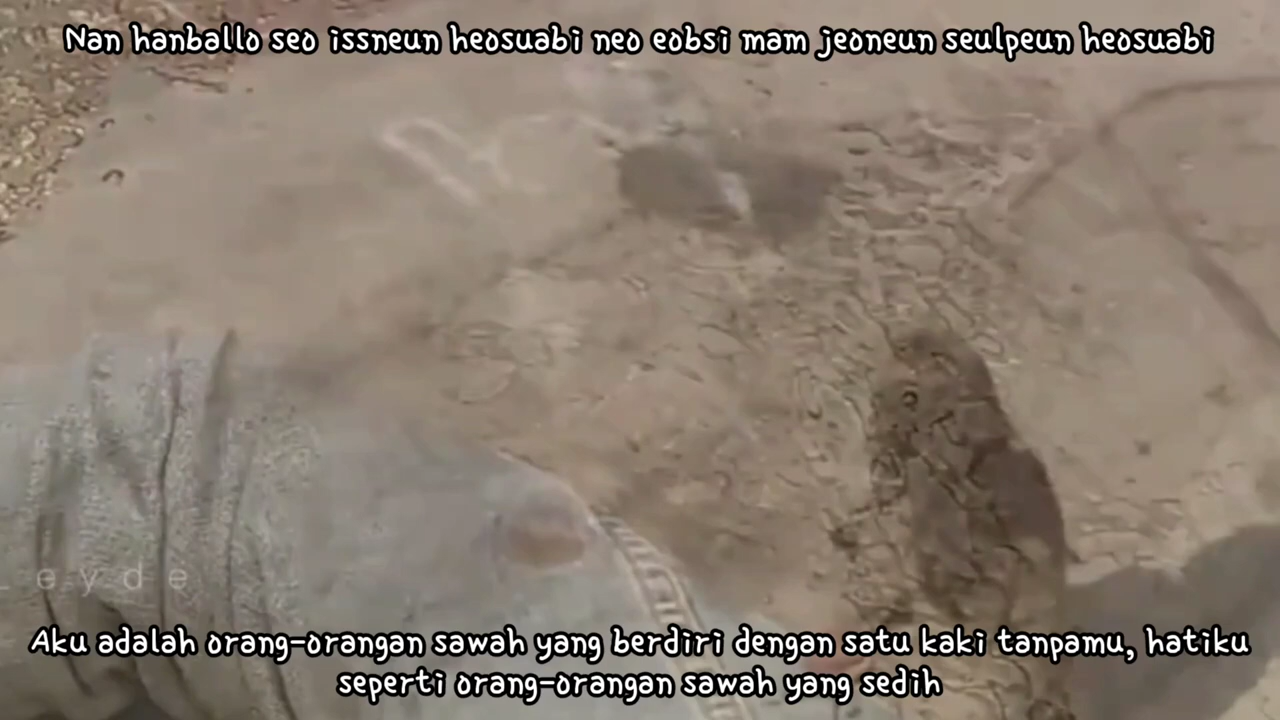 Nan hanballo seo issneun heosuabi neo eobsi mam jeoneun seulpeun heosuabi
Leyde
Aku adalah orang-orangan sawah yang berdiri dengan satu kaki tanpamu, hatiku
seperti orang-orangan sawah yang sedih